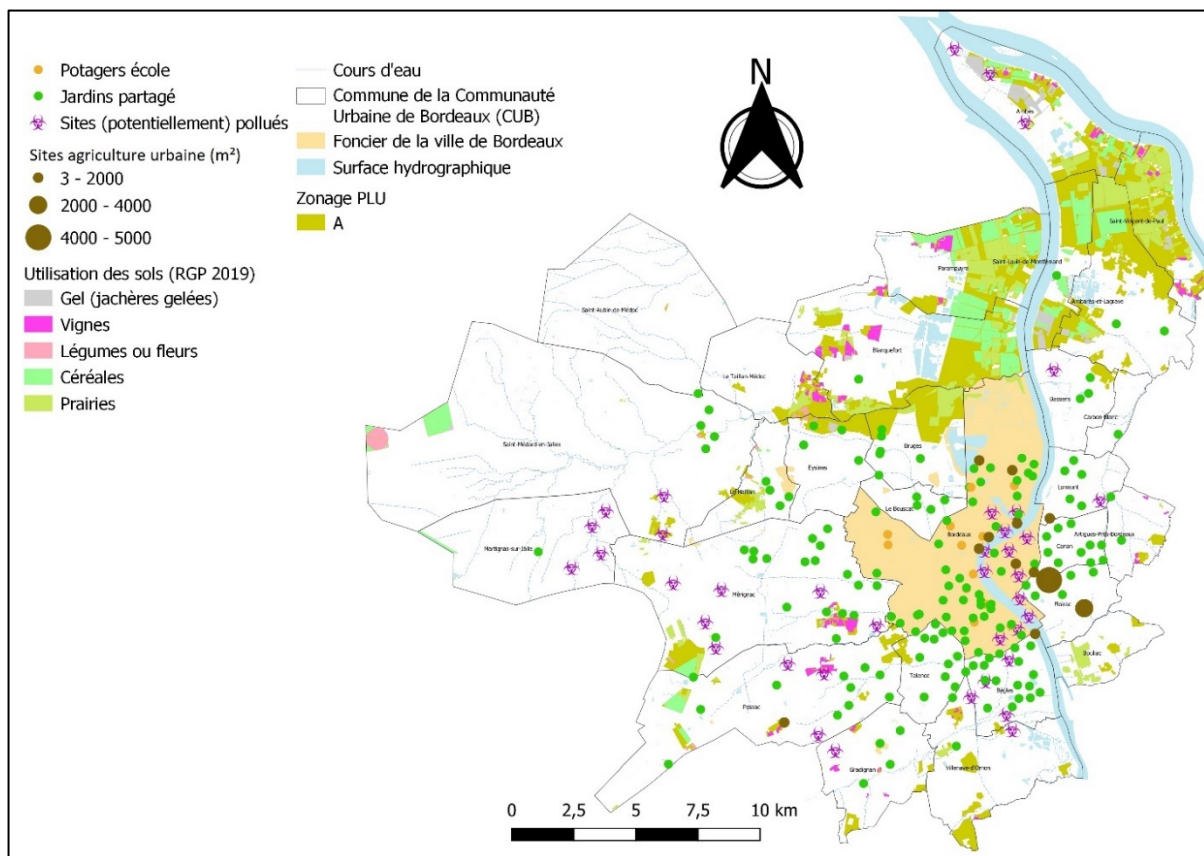 Potagers école
Jardins partagé
Sites (potentiellement) pollués
Sites agriculture urbaine (m²)
3 - 2000
2000 - 4000
4000 - 5000
Utilisation des sols (RGP 2019)
Gel (jachères gelées)
Vignes
Légumes ou fleurs
Céréales
Prairies
Cours d'eau
Commune de la Communauté
Urbaine de Bordeaux (CUB)
Foncier de la ville de Bordeaux
Surface hydrographique
Zonage PLU
A
N
Ambès
Saint-Vincent-de-Paul
Parempuyre
Saint-Louis-de-Montferrand
Ambarès-et-Lagrave
Saint-Aubin de Médoc
Blanquefort
Le Taillan-Médoc
Bassens
Carbon-Blanc
Saint-Médard-en-Jalles
Bruges
Eysines
Le Haillan
Lormont
Le Bouscat
Bordeaux
Artigues-Près-Bordeaux
Cenon
Martignas-sur-Jalle
Mérignac
Floirac
Bouliac
Talence
Bègles
Pessac
Gradignan
Villenave-d'Ornon
0 2,5 5 7,5 10 km